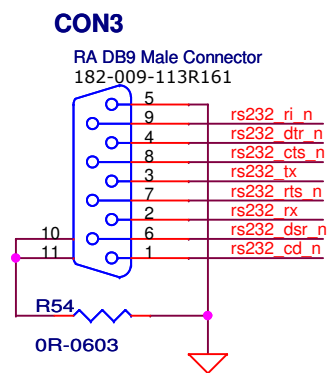 CON3
RA DB9 Male Connector
182-009-113R161
5
9 rs232_ri_n
4 rs232_dtr_n
8 rs232_cts_n
3 rs232_tx
7 rs232_rts_n
2 rs232_rx
10 6 rs232_dsr_n
11 1 rs232_cd_n
R54
0R-0603